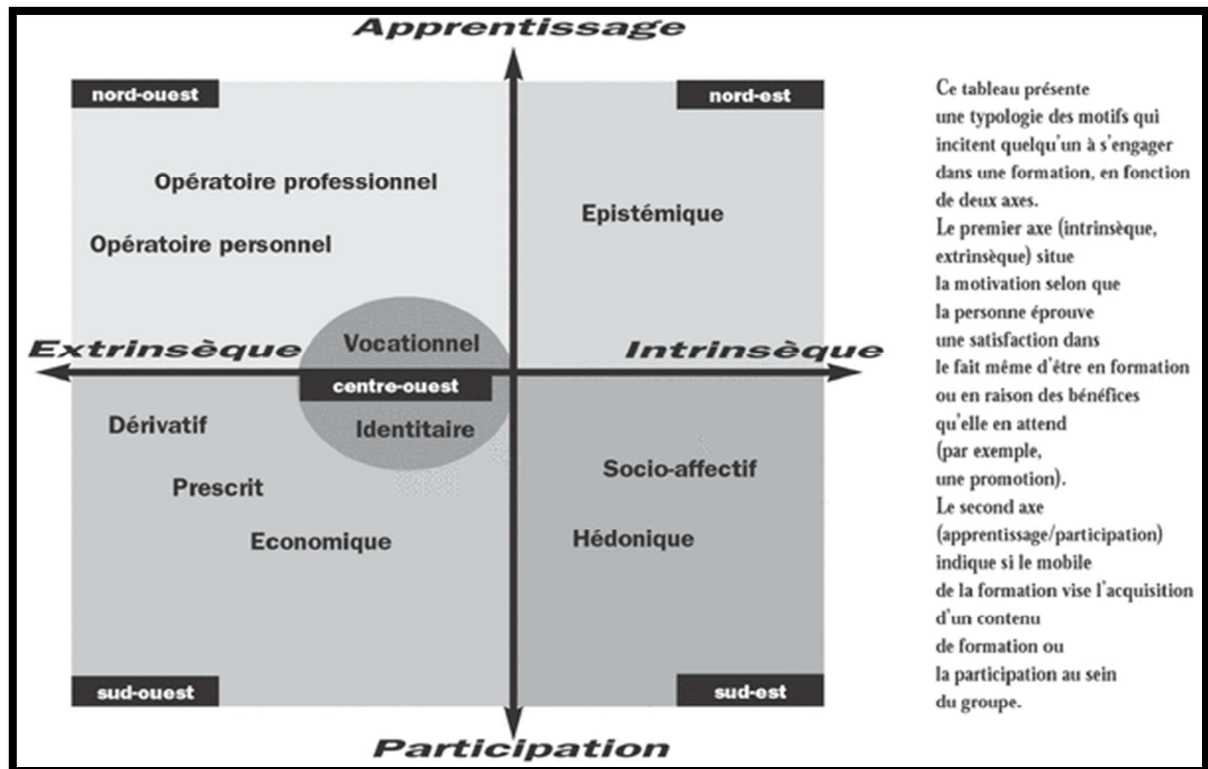 Apprentissage
nord-ouest
nord-est
Opératoire professionnel
Epistémique
Opératoire personnel
Vocationnel
Extrinsèque
Intrinsèque
centre-ouest
Dérivatif
Identitaire
Socio-affectif
Prescrit
Economique
Hédonique
sud-ouest
sud-est
Participation
Ce tableau présente
une typologie des motifs qui
incitent quelqu'un à s'engager
dans une formation, en fonction
de deux axes.
Le premier axe (intrinsèque,
extrinsèque) situe
la motivation selon que
la personne éprouve
une satisfaction dans
le fait même d'être en formation
ou en raison des bénéfices
qu'elle en attend
(par exemple,
une promotion).
Le second axe
(apprentissage/participation)
indique si le mobile
de la formation vise l'acquisition
d'un contenu
de formation ou
la participation au sein
du groupe.